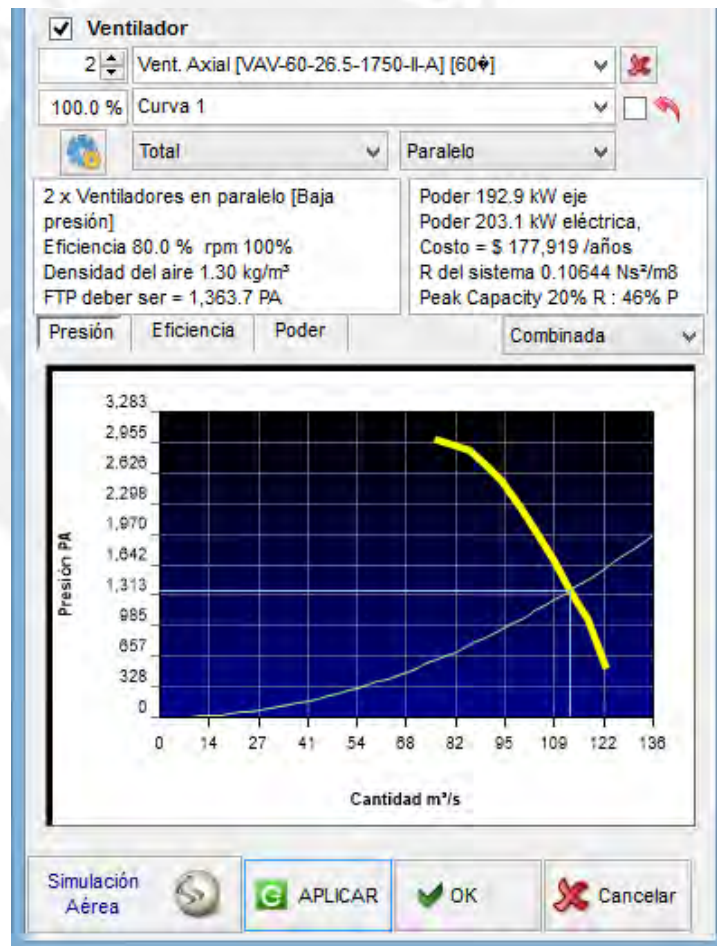 Ventilador
2 Vent. Axial [VAV-60-26.5-1750-II-A] [60�]
100.0 % Curva 1
Total Paralelo
2 x Ventiladores en paralelo [Baja
presión]
Eficiencia 80.0 % rpm 100%
Densidad del aire 1.30 kg/m³
FTP deber ser = 1,363.7 PA
Poder 192.9 kW eje
Poder 203.1 kW eléctrica,
Costo = $ 177,919 /años
R del sistema 0.10644 Ns²/m8
Peak Capacity 20% R : 46% P
Presión Eficiencia Poder Combinada
3,283
2,955
2,626
2,298
1,970
1,642
1,313
985
657
328
0
Presión PA
0 14 27 41 54 68 82 95 109 122 136
Cantidad m³/s
Simulación
Aérea
APLICAR OK Cancelar